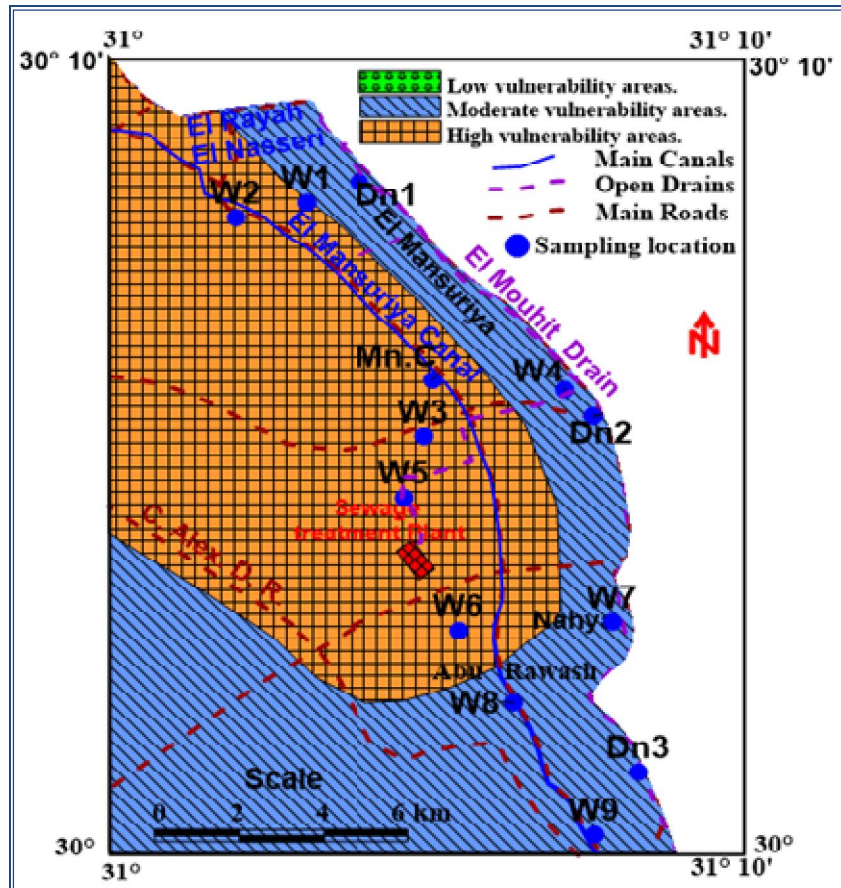 31°
31° 10'
30° 10'
30° 10'
Low vulnerability areas.
Moderate vulnerability areas.
High vulnerability areas.
Main Canals
Open Drains
Main Roads
Sampling location
El Rayah
El Nasseri
W2
W1
Dn1
El Mansuriya
El Mansuriya Canal
El Mouhit Drain
N
Mn.C
W4
W3
Dn2
W5
Sewage
treatment Plant
C. Alex. D. R.
W6
W7
Nahya
Abu Rawash
W8
Dn3
Scale
0 2 4 6 km
W9
30°
30°
31°
31° 10'